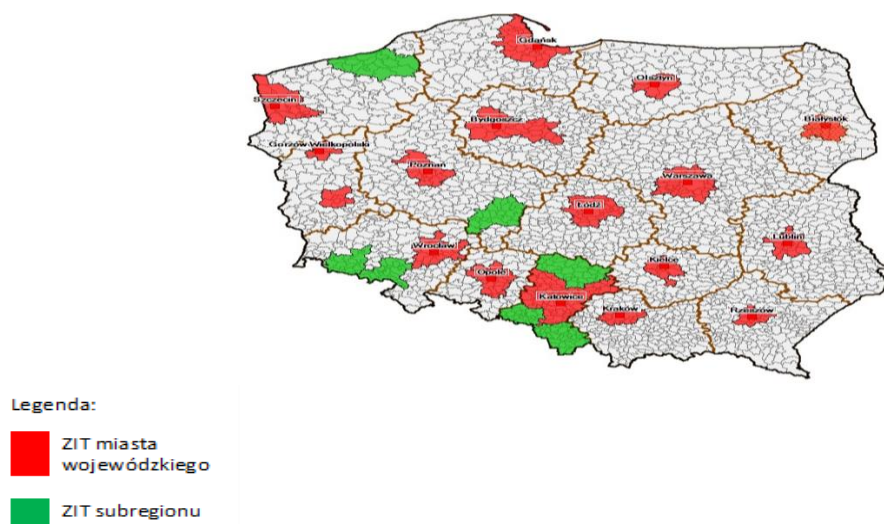 Gdańsk
Olsztyn
Szczecin
Bydgoszcz
Białystok
Gorzów Wielkopolski
Poznań
Warszawa
Łódź
Wrocław
Lublin
Kielce
Opole
Katowice
Kraków
Rzeszów
Legenda:
ZIT miasta
wojewódzkiego
ZIT subregionu